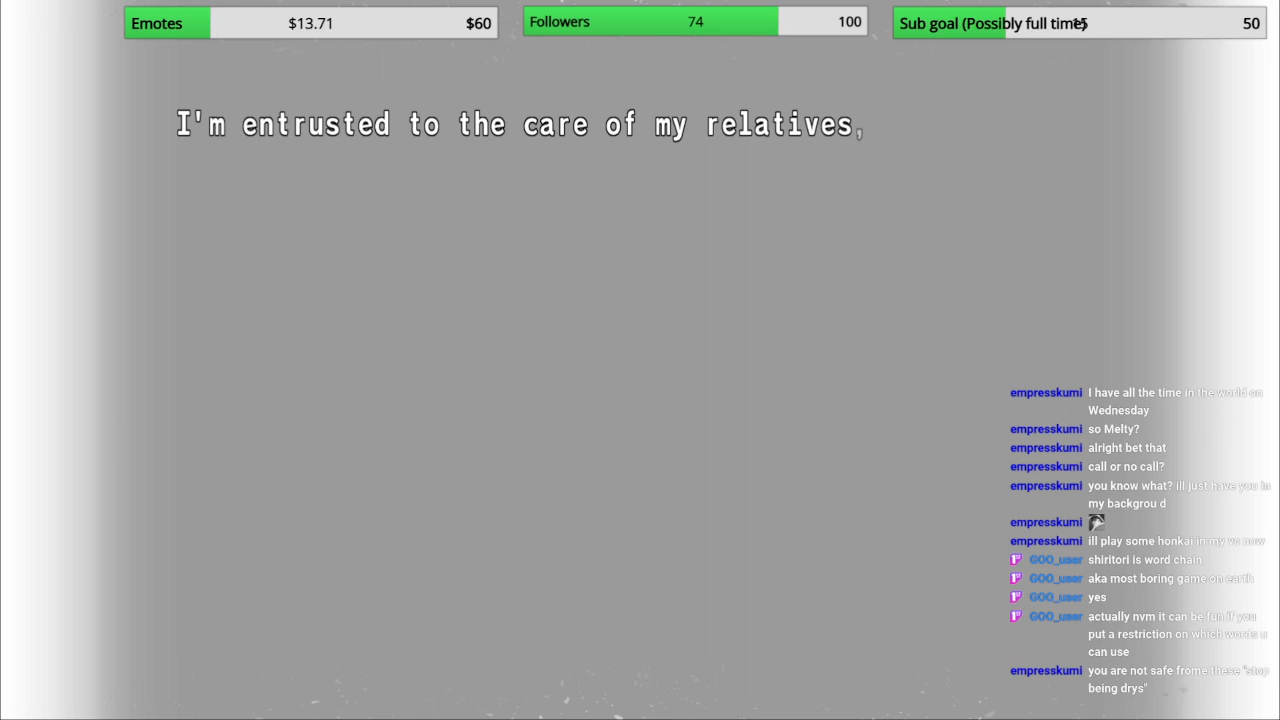 Emotes $13.71 $60 Followers 74 100 Sub goal (Possibly full time) 15 50
I'm entrusted to the care of my relatives,
empresskumi I have all the time in the world on
Wednesday
empresskumi so Melty?
empresskumi alright bet that
empresskumi call or no call?
empresskumi you know what? ill just have you in
my backgrou d
empresskumi
empresskumi ill play some honkai in my vc now
GOO_user shiritori is word chain
GOO_user aka most boring game on earth
GOO_user yes
GOO_user actually nvm it can be fun if you
put a restriction on which words u
can use
empresskumi you are not safe frome these "stop
being drys"